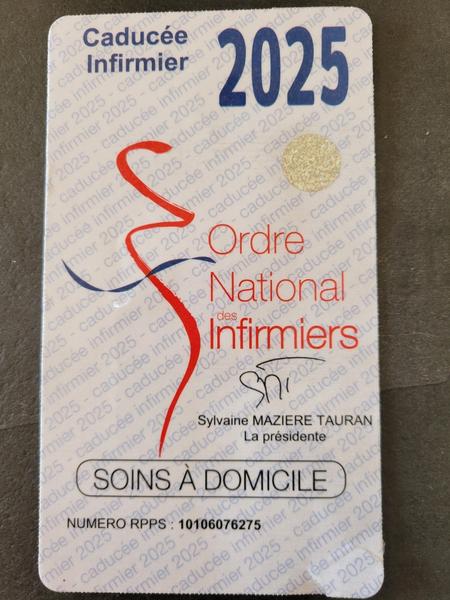 Caducée
Infirmier
2025
Ordre
National
des
Infirmiers
Sylvaine MAZIERE TAURAN
La présidente
SOINS À DOMICILE
NUMERO RPPS : 10106076275